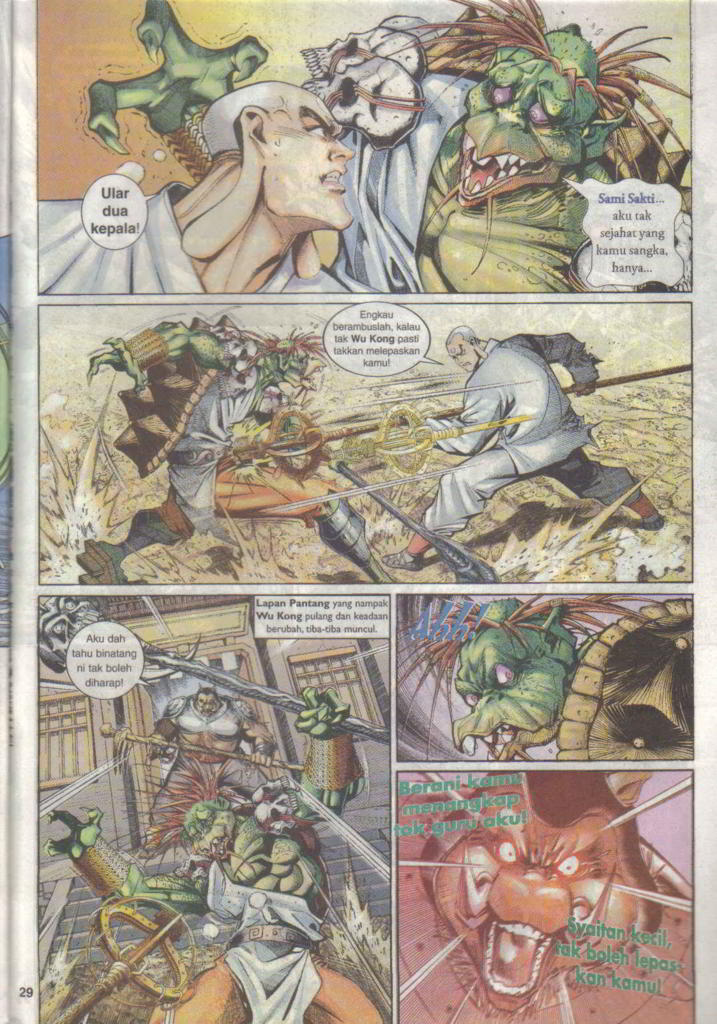 Ular
dua
kepala!
Sami Sakti...
aku tak
sejahat yang
kamu sangka,
hanya...
Engkau
berambuslah, kalau
tak Wu Kong pasti
takkan melepaskan
kamu!
Aku dah
tahu binatang
ni tak boleh
diharap!
Lapan Pantang yang nampak
Wu Kong pulang dan keadaan
berubah, tiba-tiba muncul.
Ahh!
Berani kamu
menangkap
tok guru aku!
Syaitan kecil,
tak boleh lepas-
kan kamu!
29